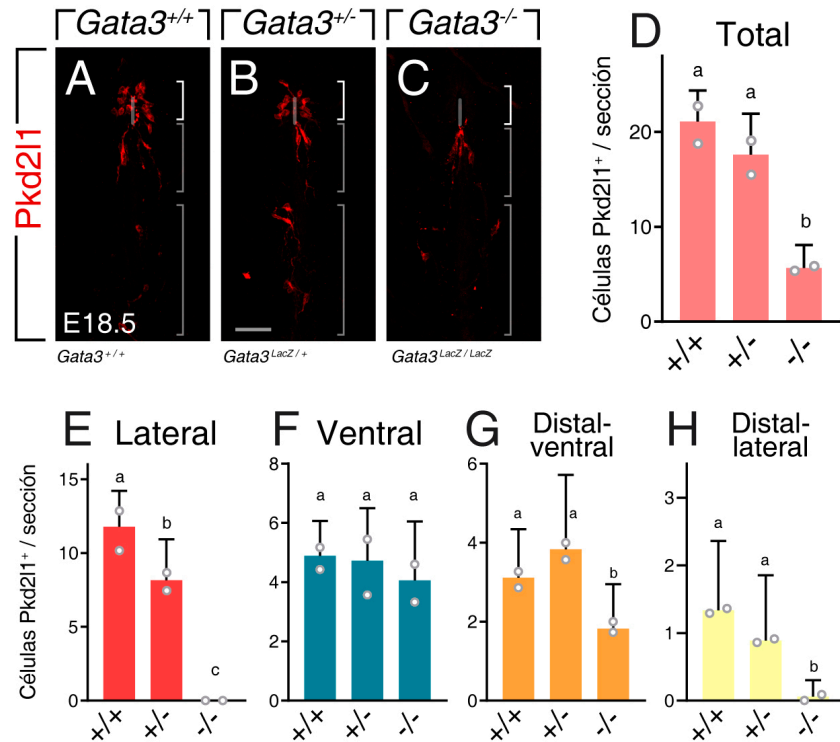 Gata3+/+ Gata3+/- Gata3-/-
Pkd2l1
A B C
E18.5
Gata3+/+ Gata3LacZ/+ Gata3LacZ/LacZ
D Total
Células Pkd2l1+ / sección
20
10
0
a a b
+/+ +/- -/-
E Lateral
Células Pkd2l1+ / sección
15
10
5
0
a b c
+/+ +/- -/-
F Ventral
8
6
4
2
0
a a a
+/+ +/- -/-
G Distal-
ventral
6
4
2
0
a a b
+/+ +/- -/-
H Distal-
lateral
3
2
1
0
a a b
+/+ +/- -/-